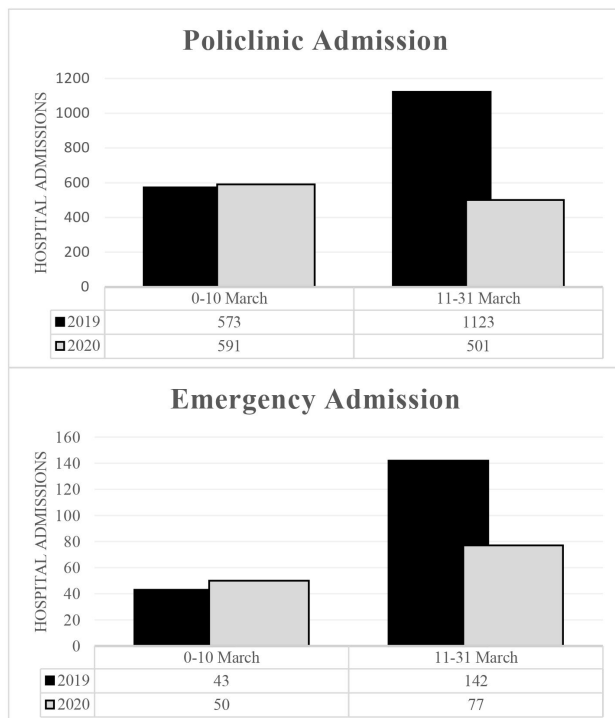 Policlinic Admission
HOSPITAL ADMISSIONS
1200
1000
800
600
400
200
0
0-10 March 11-31 March
2019 573 1123
2020 591 501
Emergency Admission
HOSPITAL ADMISSIONS
160
140
120
100
80
60
40
20
0
0-10 March 11-31 March
2019 43 142
2020 50 77